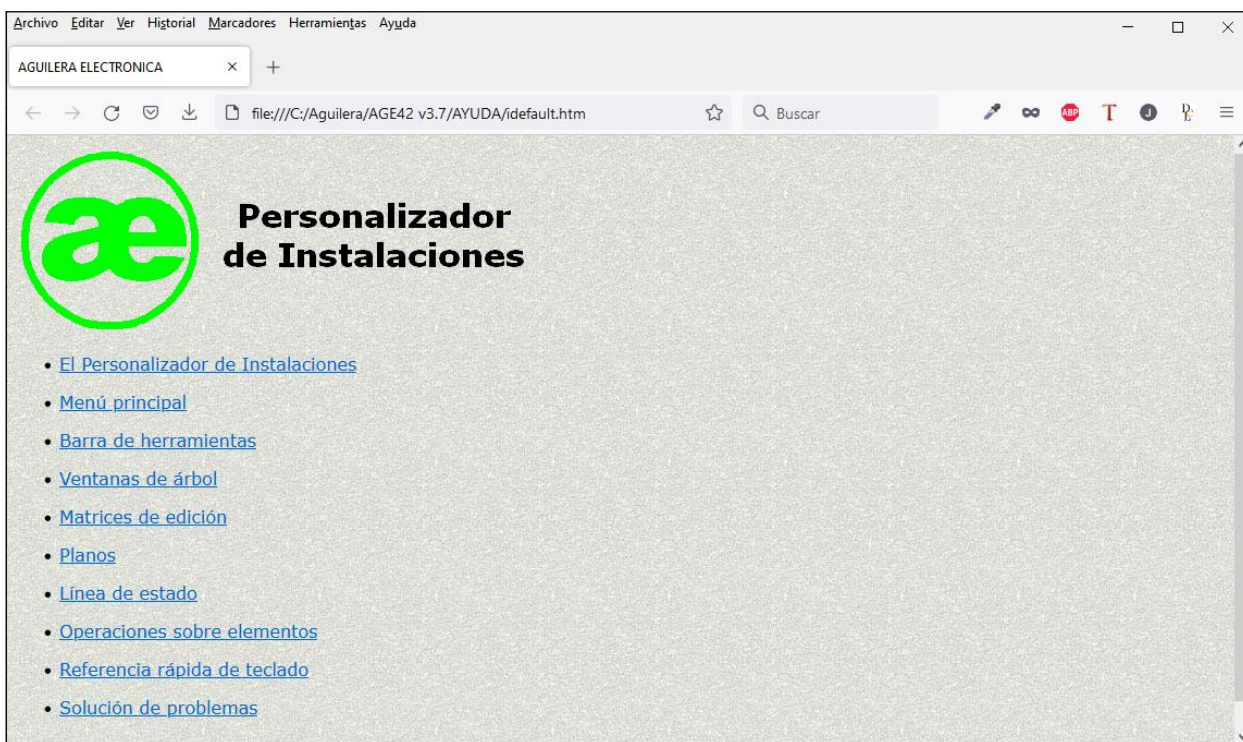 Archivo Editar Ver Historial Marcadores Herramientas Ayuda
AGUILERA ELECTRONICA
file:///C:/Aguilera/AGE42 v3.7/AYUDA/idefault.htm
Buscar
ABP
T
J
æ
Personalizador
de Instalaciones
El Personalizador de Instalaciones
Menú principal
Barra de herramientas
Ventanas de árbol
Matrices de edición
Planos
Línea de estado
Operaciones sobre elementos
Referencia rápida de teclado
Solución de problemas